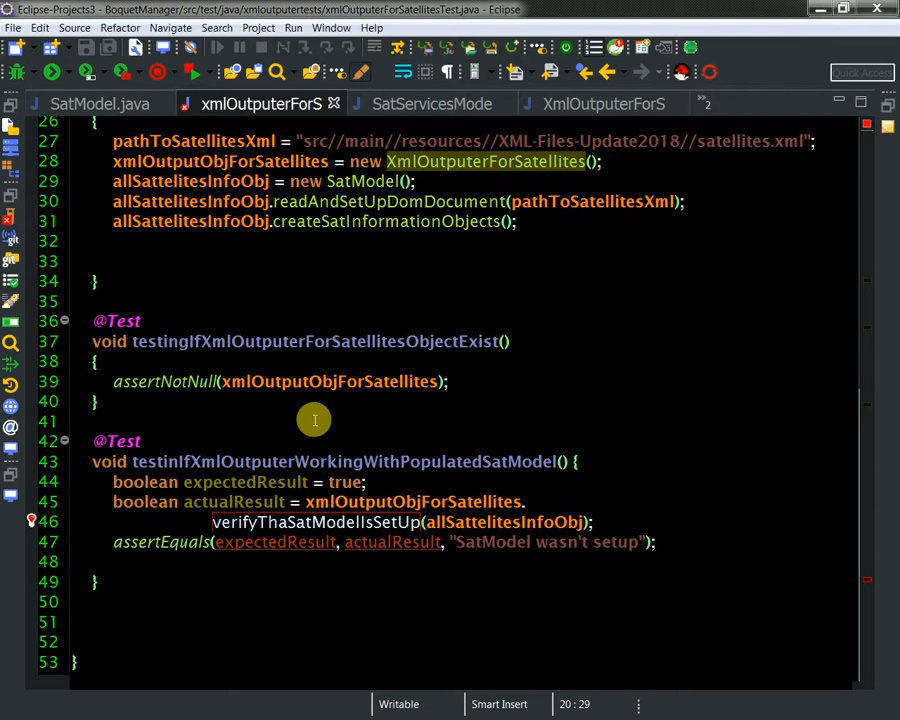 Eclipse-Projects3 - BoquetManager/src/test/java/xmloutputertests/xmlOutputerForSatellitesTest.java - Eclipse
File Edit Source Refactor Navigate Search Project Run Window Help
Quick Access
SatModel.java xmlOutputerForS SatServicesMode XmlOutputerForS »2
26 {
27 pathToSatellitesXml = "src//main//resources//XML-Files-Update2018//satellites.xml";
28 xmlOutputObjForSatellites = new XmlOutputerForSatellites();
29 allSattelitesInfoObj = new SatModel();
30 allSattelitesInfoObj.readAndSetUpDomDocument(pathToSatellitesXml);
31 allSattelitesInfoObj.createSatInformationObjects();
32
33
34 }
35
36 @Test
37 void testingIfXmlOutputerForSatellitesObjectExist()
38 {
39 assertNotNull(xmlOutputObjForSatellites);
40 }
41
42 @Test
43 void testinIfXmlOutputerWorkingWithPopulatedSatModel() {
44 boolean expectedResult = true;
45 boolean actualResult = xmlOutputObjForSatellites.
46 verifyThaSatModelIsSetUp(allSattelitesInfoObj);
47 assertEquals(expectedResult, actualResult, "SatModel wasn't setup");
48
49 }
50
51
52
53 }
Writable Smart Insert 20 : 29